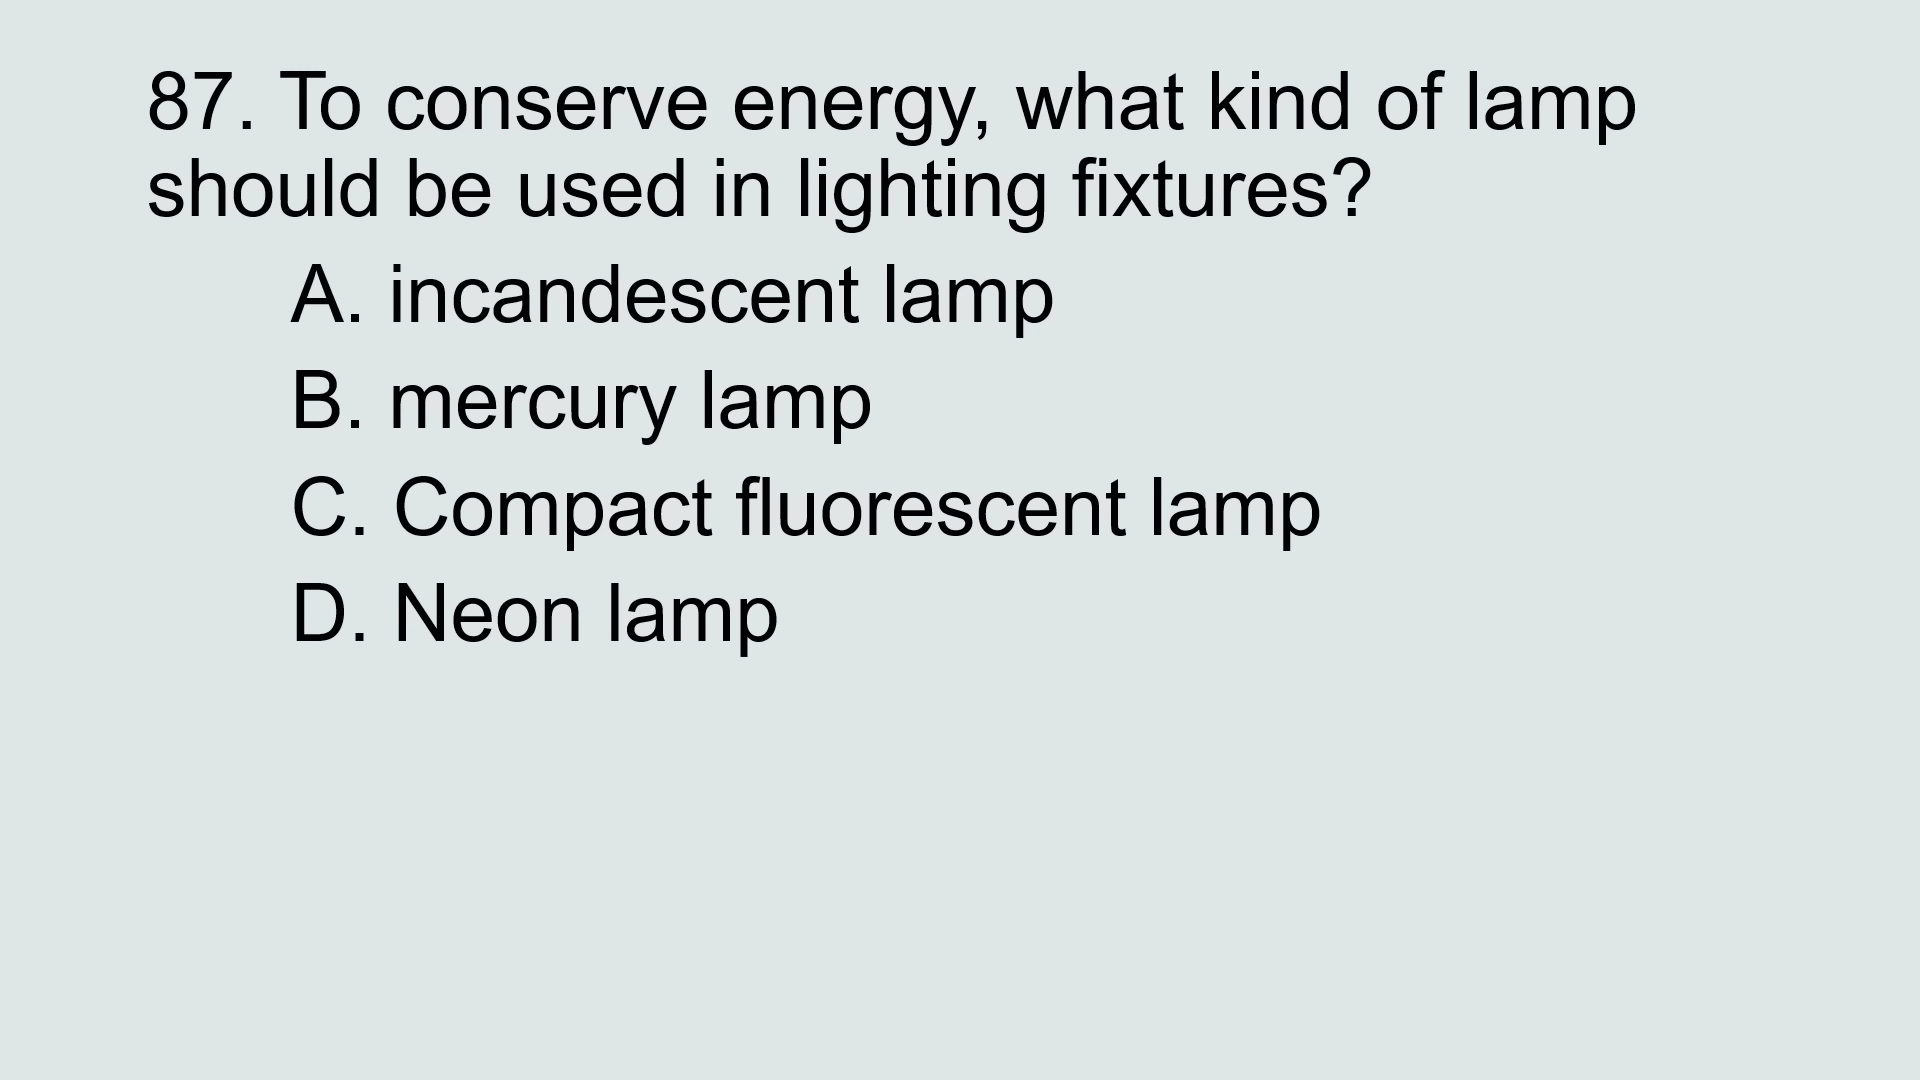 87. To conserve energy, what kind of lamp
should be used in lighting fixtures?
A. incandescent lamp
B. mercury lamp
C. Compact fluorescent lamp
D. Neon lamp